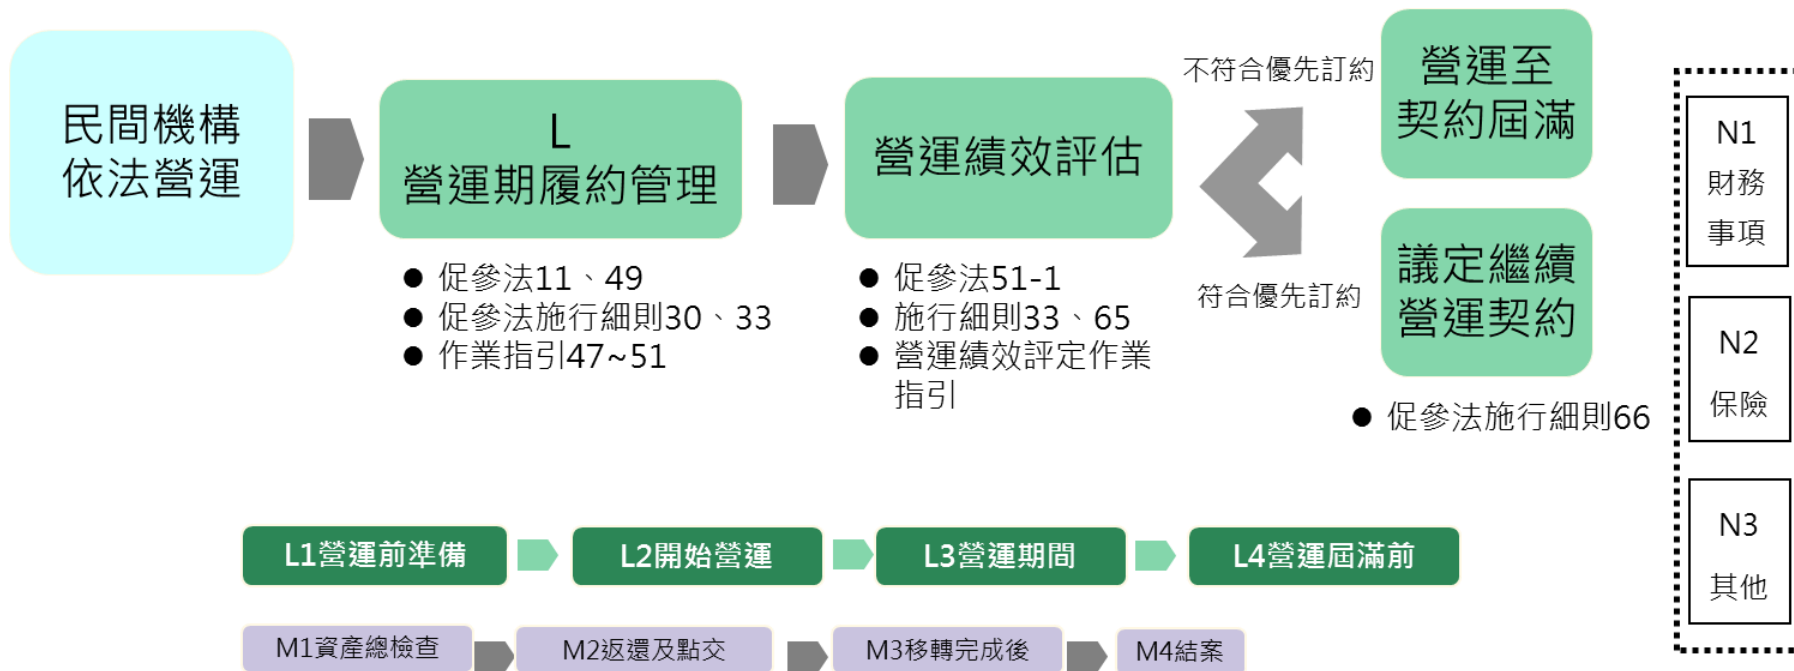 民間機構
依法營運
L
營運期履約管理
● 促參法11、49
● 促參法施行細則30、33
● 作業指引47~51
營運績效評估
● 促參法51-1
● 施行細則33、65
● 營運績效評定作業
指引
不符合優先訂約
符合優先訂約
營運至
契約屆滿
議定繼續
營運契約
● 促參法施行細則66
N1
財務
事項
N2
保險
N3
其他
L1營運前準備
L2開始營運
L3營運期間
L4營運屆滿前
M1資產總檢查
M2返還及點交
M3移轉完成後
M4結案